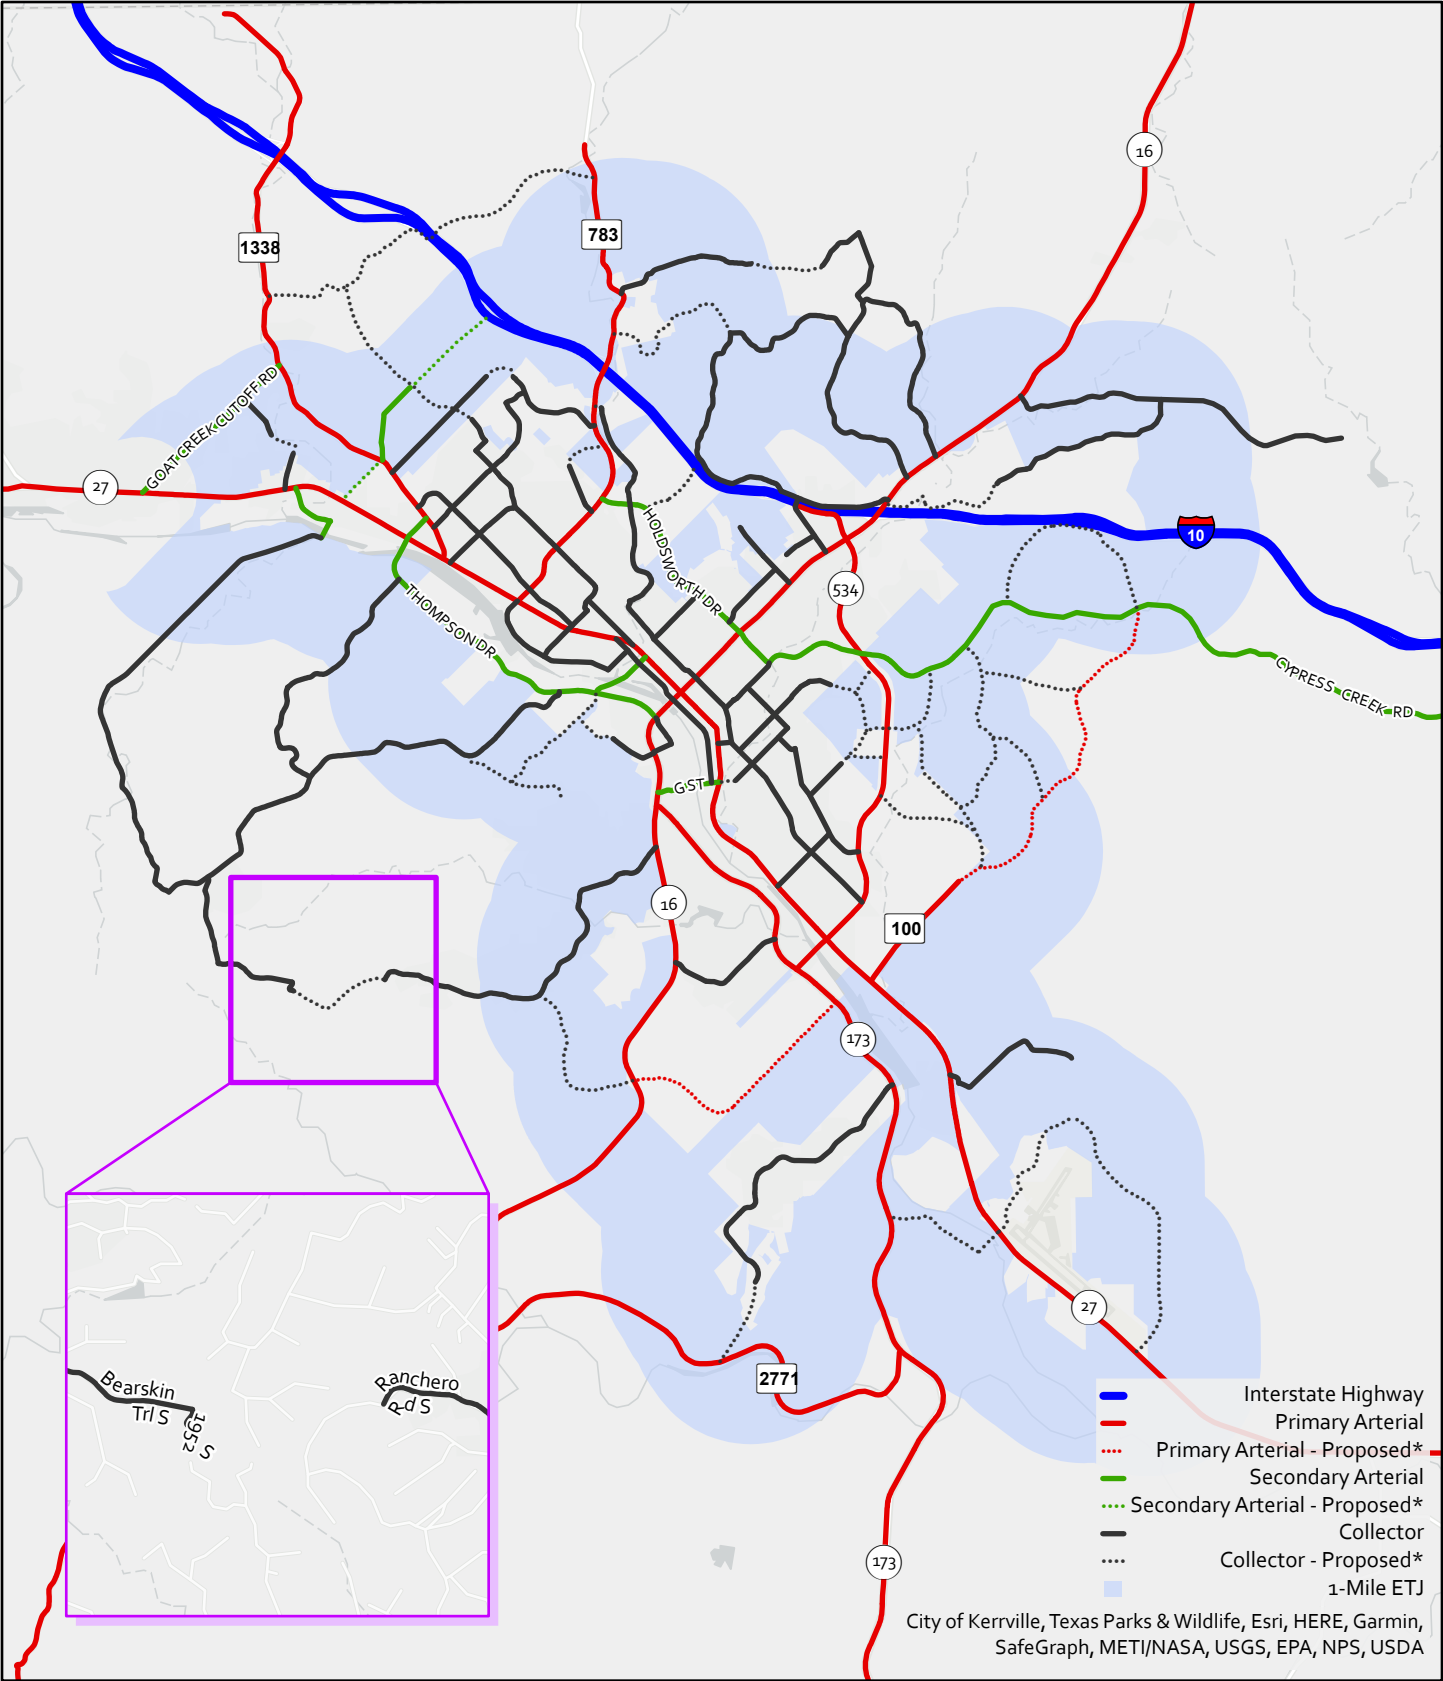 16
783
1338
GOAT CREEK CUTOFF RD
27
HOLDSWORTH DR
10
534
THOMPSON DR
CYPRESS CREEK RD
G ST
16
100
173
27
2771
Bearskin
Trl S
1952
S
Ranchero
Rd S
173
Interstate Highway
Primary Arterial
Primary Arterial - Proposed*
Secondary Arterial
Secondary Arterial - Proposed*
Collector
Collector - Proposed*
1-Mile ETJ
City of Kerrville, Texas Parks & Wildlife, Esri, HERE, Garmin,
SafeGraph, METI/NASA, USGS, EPA, NPS, USDA